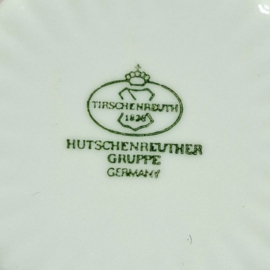 TIRSCHENREUTH
1838
HUTSCHENREUTHER
GRUPPE
GERMANY